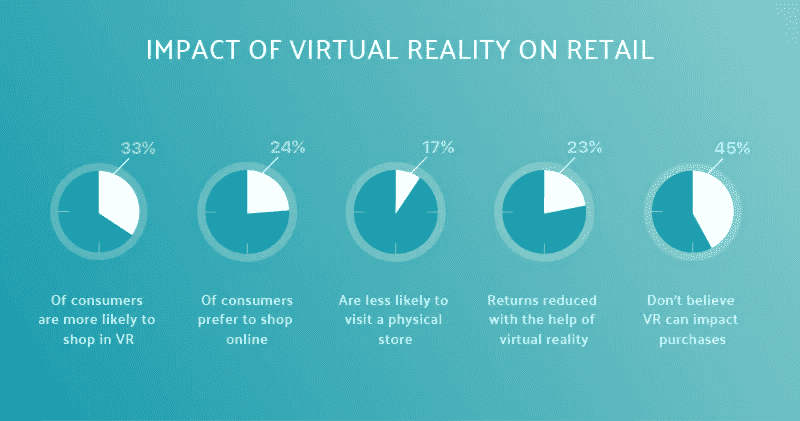 IMPACT OF VIRTUAL REALITY ON RETAIL
33%
24%
17%
23%
45%
Of consumers
are more likely to
shop in VR
Of consumers
prefer to shop
online
Are less likely to
visit a physical
store
Returns reduced
with the help of
virtual reality
Don't believe
VR can impact
purchases